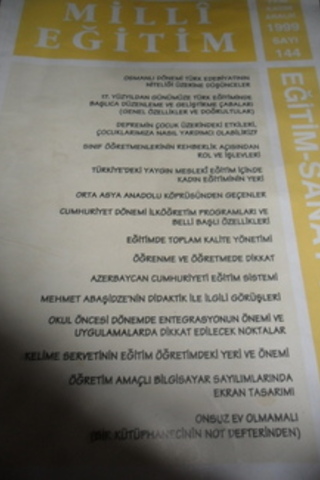 MİLLÎ
EĞİTİM
KASIM ARALIK
1999
SAYI
144
EĞİTİM-SANAT
OSMANLI DÖNEMİ TÜRK EDEBİYATININ
NİTELİĞİ ÜZERİNE DÜŞÜNCELER
17. YÜZYILDAN GÜNÜMÜZE TÜRK EĞİTİMİNDE
BAŞLICA DÜZENLEME VE GELİŞTİRME ÇABALARI
(GENEL ÖZELLİKLER VE DOĞRULTULAR)
DEPREMİN ÇOCUK ÜZERİNDEKİ ETKİLERİ,
ÇOCUKLARIMIZA NASIL YARDIMCI OLABİLİRİZ?
SINIF ÖĞRETMENLERİNİN REHBERLİK AÇISINDAN
ROL VE İŞLEVLERİ
TÜRKİYE'DEKİ YAYGIN MESLEKİ EĞİTİM İÇİNDE
KADIN EĞİTİMİNİN YERİ
ORTA ASYA ANADOLU KÖPRÜSÜNDEN GEÇENLER
CUMHURİYET DÖNEMİ İLKÖĞRETİM PROGRAMLARI VE
BELLİ BAŞLI ÖZELLİKLERİ
EĞİTİMDE TOPLAM KALİTE YÖNETİMİ
ÖĞRENME VE ÖĞRETMEDE DİKKAT
AZERBAYCAN CUMHURİYETİ EĞİTİM SİSTEMİ
MEHMET ABAŞİDZE'NİN DİDAKTİK İLE İLGİLİ GÖRÜŞLERİ
OKUL ÖNCESİ DÖNEMDE ENTEGRASYONUN ÖNEMİ VE
UYGULAMALARDA DİKKAT EDİLECEK NOKTALAR
KELİME SERVETİNİN EĞİTİM ÖĞRETİMDEKİ YERİ VE ÖNEMİ
ÖĞRETİM AMAÇLI BİLGİSAYAR SAYILIMLARINDA
EKRAN TASARIMI
ONSUZ EV OLMAMALI
(BİR KÜTÜPHANECİNİN NOT DEFTERİNDEN)